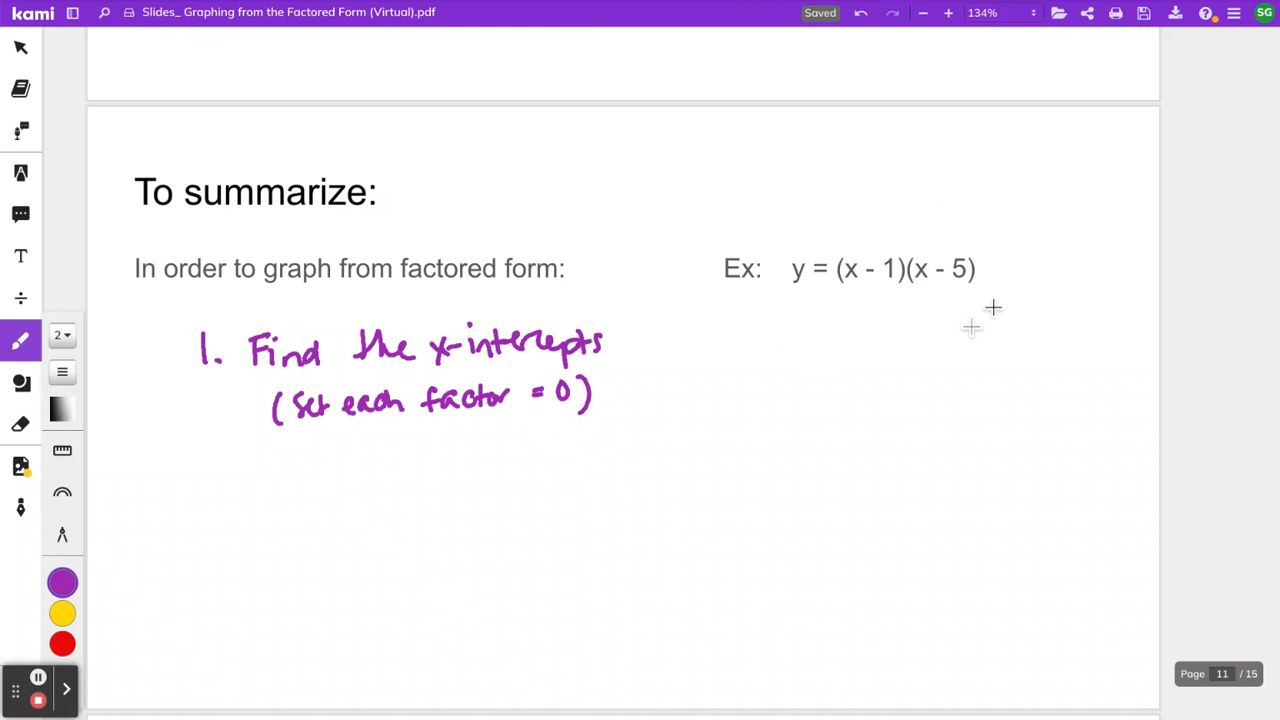 kami
Slides_ Graphing from the Factored Form (Virtual).pdf
Saved
134%
SG
To summarize:
In order to graph from factored form:
Ex: y = (x - 1)(x - 5)
1. Find the x-intercepts
(Set each factor = 0)
2
Page 11 / 15